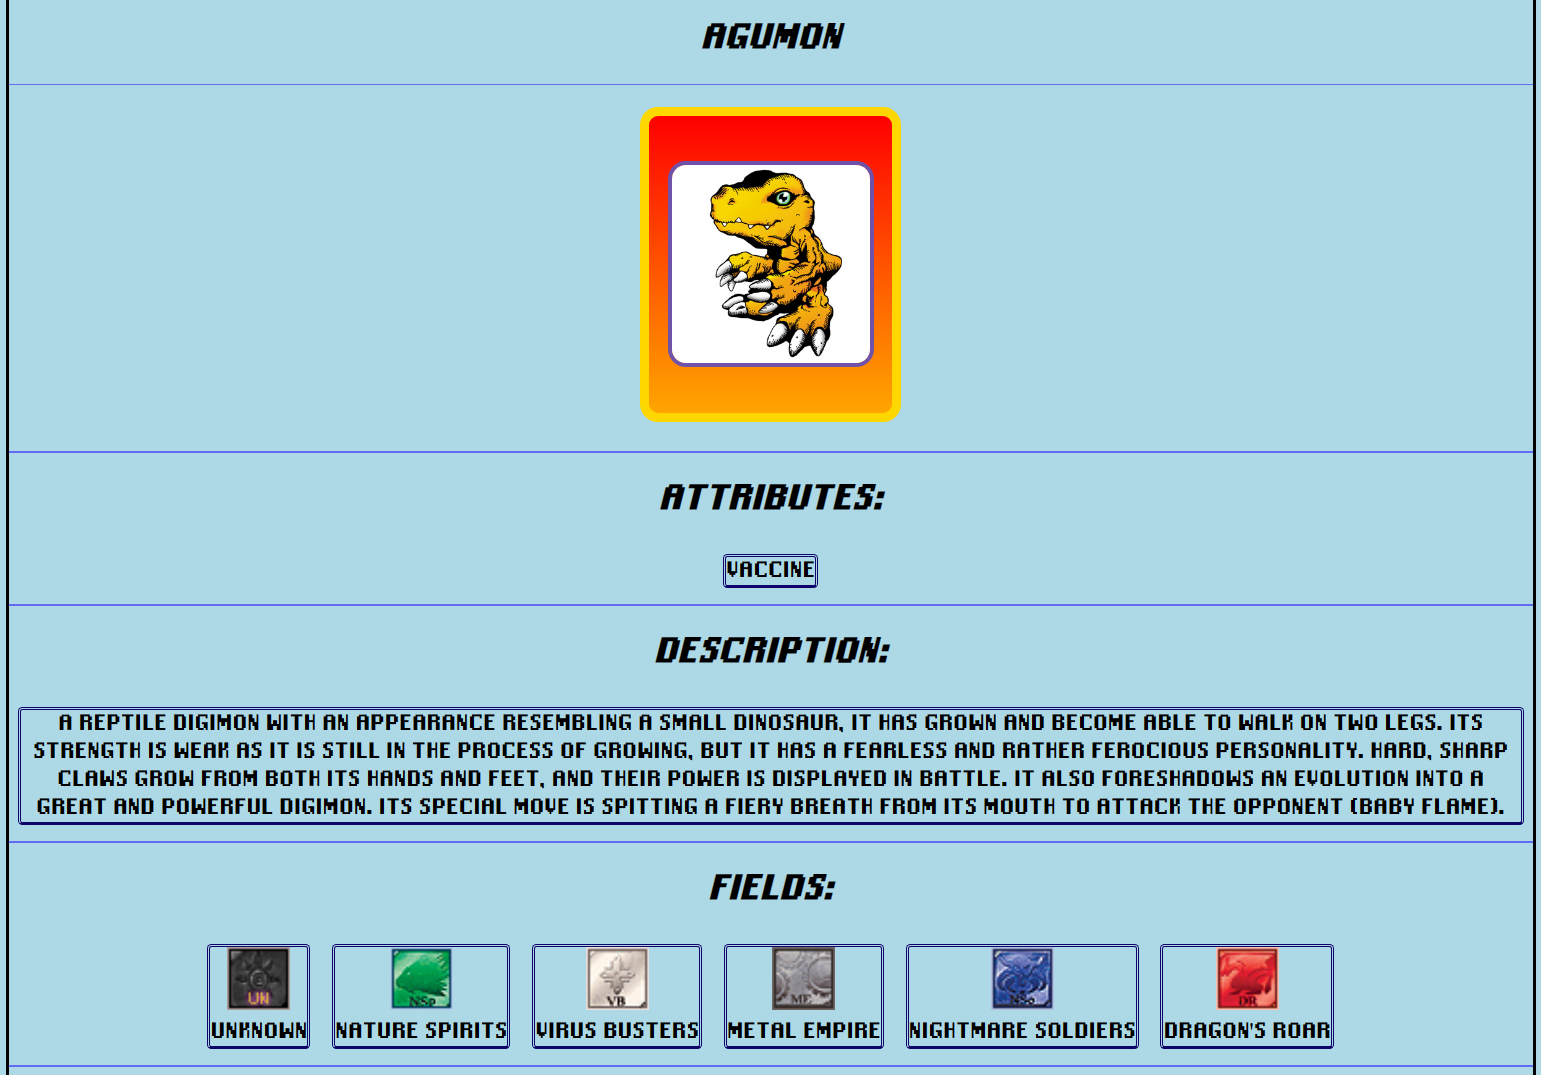 AGUMON
ATTRIBUTES:
VACCINE
DESCRIPTION:
A REPTILE DIGIMON WITH AN APPEARANCE RESEMBLING A SMALL DINOSAUR, IT HAS GROWN AND BECOME ABLE TO WALK ON TWO LEGS. ITS
STRENGTH IS WEAK AS IT IS STILL IN THE PROCESS OF GROWING, BUT IT HAS A FEARLESS AND RATHER FEROCIOUS PERSONALITY. HARD, SHARP
CLAWS GROW FROM BOTH ITS HANDS AND FEET, AND THEIR POWER IS DISPLAYED IN BATTLE. IT ALSO FORESHADOWS AN EVOLUTION INTO A
GREAT AND POWERFUL DIGIMON. ITS SPECIAL MOVE IS SPITTING A FIERY BREATH FROM ITS MOUTH TO ATTACK THE OPPONENT (BABY FLAME).
FIELDS:
UN NSp VB ME NSo DR
UNKNOWN NATURE SPIRITS VIRUS BUSTERS METAL EMPIRE NIGHTMARE SOLDIERS DRAGON'S ROAR